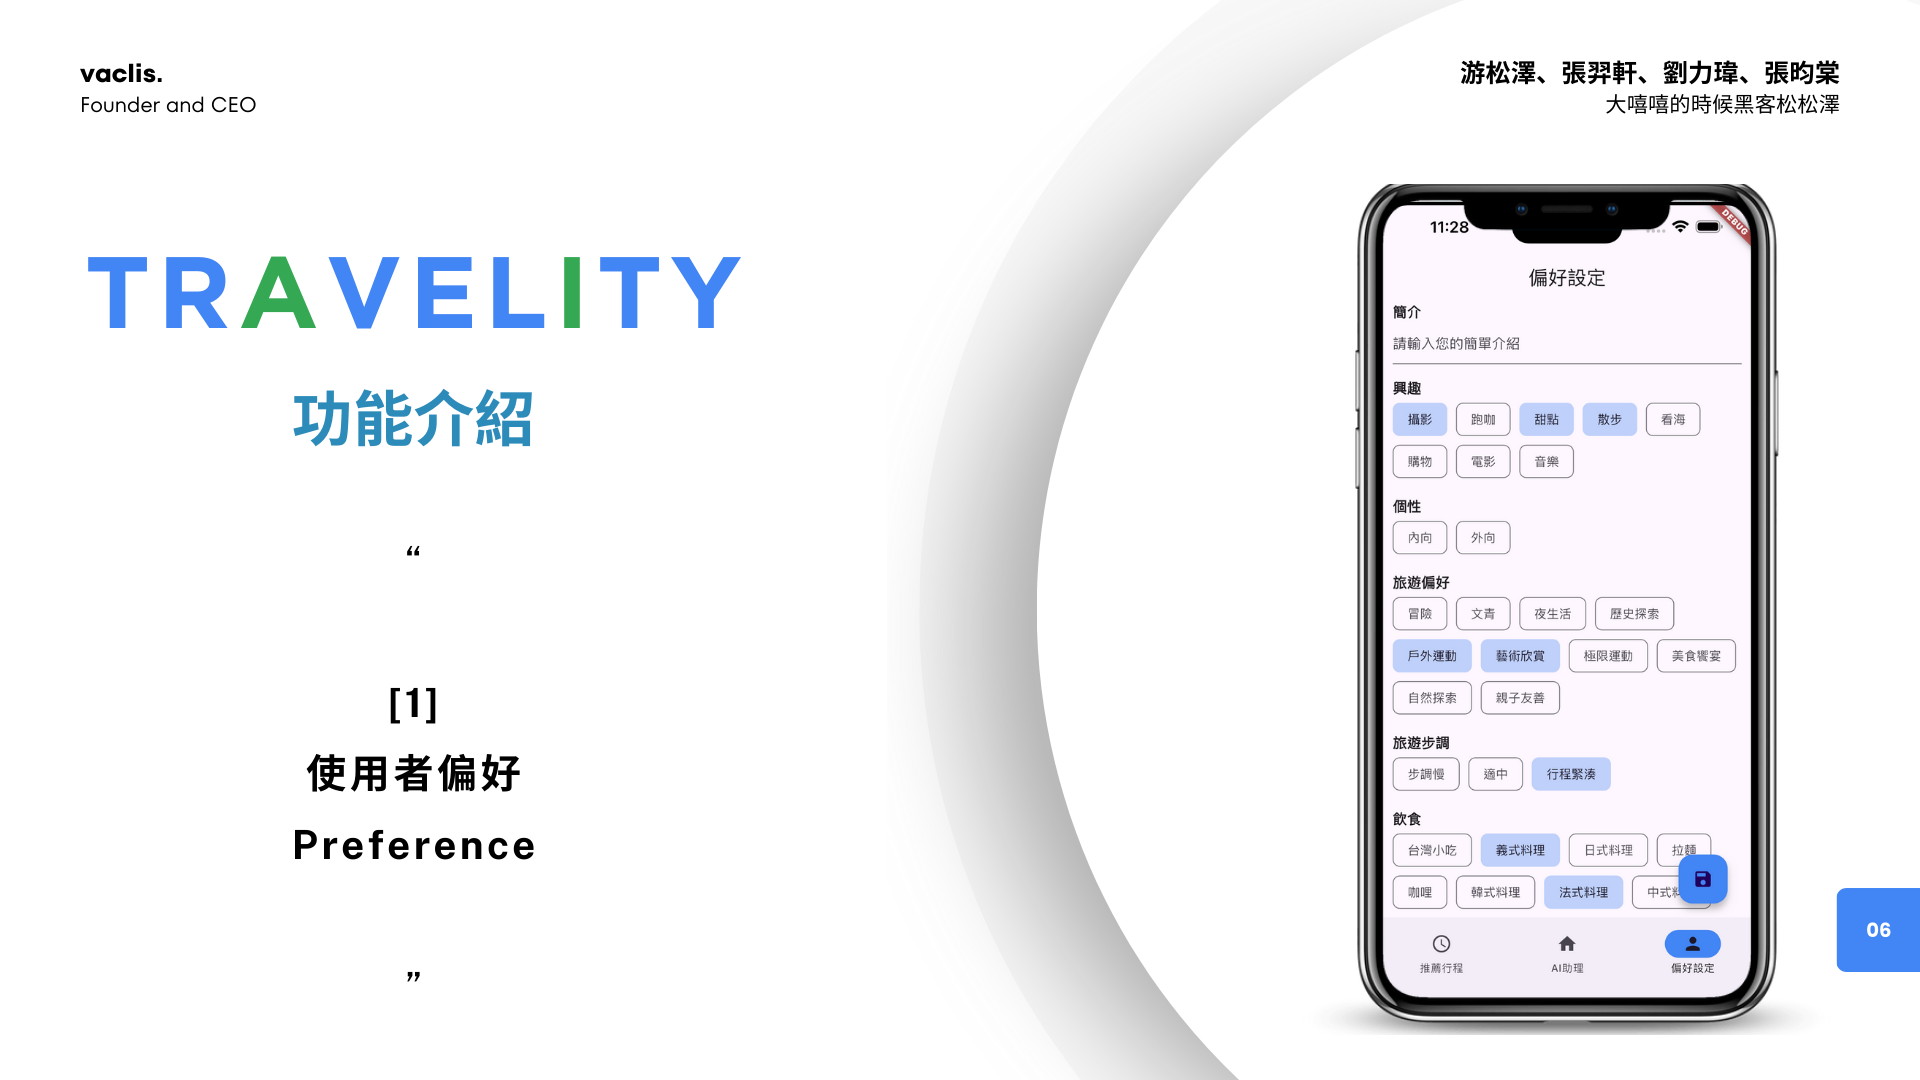 vaclis.
Founder and CEO
游松澤、張羿軒、劉力瑋、張昀棠
大嘻嘻的時候黑客松松澤
TRAVELITY
功能介紹
“
[1]
使用者偏好
Preference
”
11:28
DEBUG
偏好設定
簡介
請輸入您的簡單介紹
興趣
攝影 跑咖 甜點 散步 看海
購物 電影 音樂
個性
內向 外向
旅遊偏好
冒險 文青 夜生活 歷史探索
戶外運動 藝術欣賞 極限運動 美食饗宴
自然探索 親子友善
旅遊步調
步調慢 適中 行程緊湊
飲食
台灣小吃 義式料理 日式料理 拉麵
咖哩 韓式料理 法式料理 中式
推薦行程 AI助理 偏好設定
06